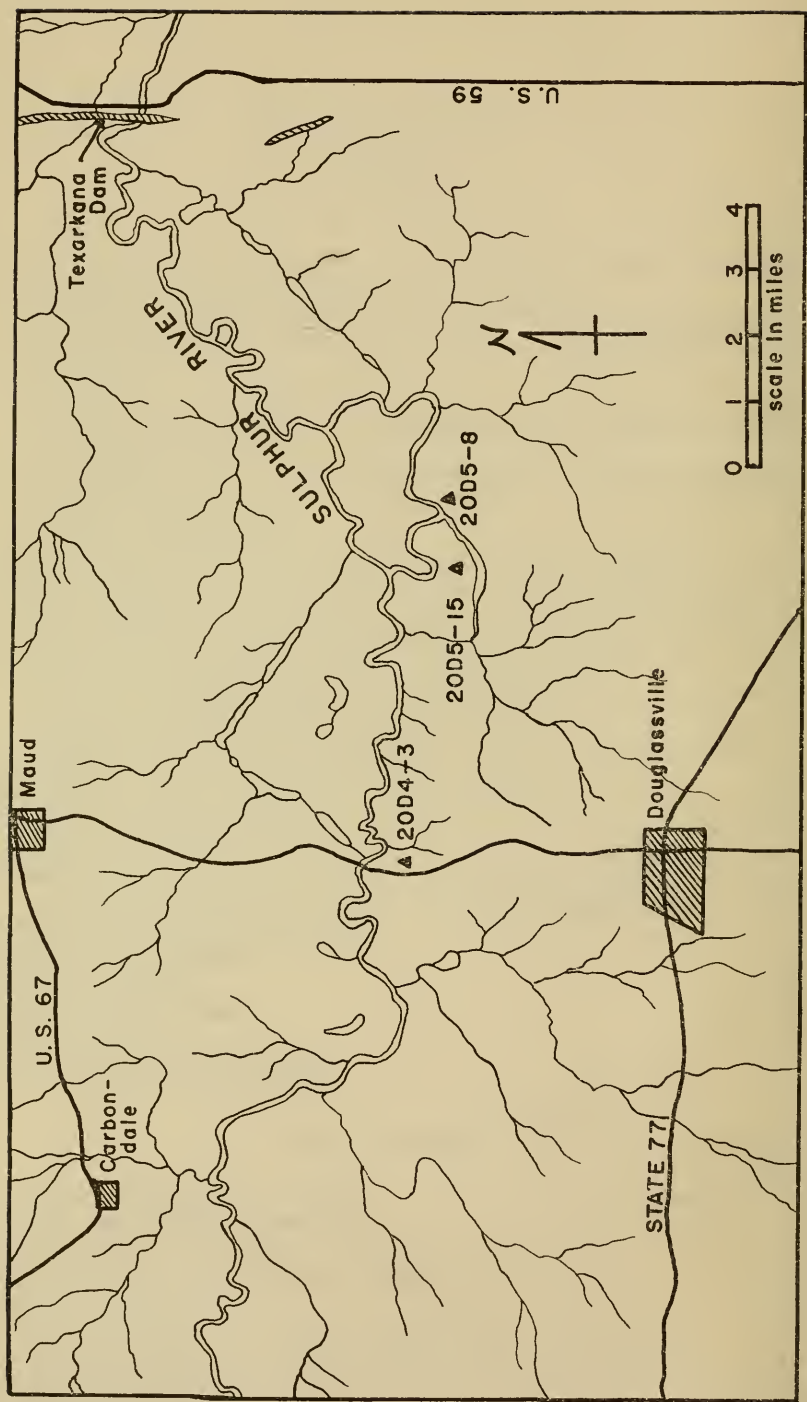 Maud
U. S. 67
Carbon-
dale
Texarkana
Dam
U. S. 59
SULPHUR
RIVER
20D4-3
20D5-15
20D5-8
N
Douglassville
STATE 77
0 1 2 3 4
scale in miles